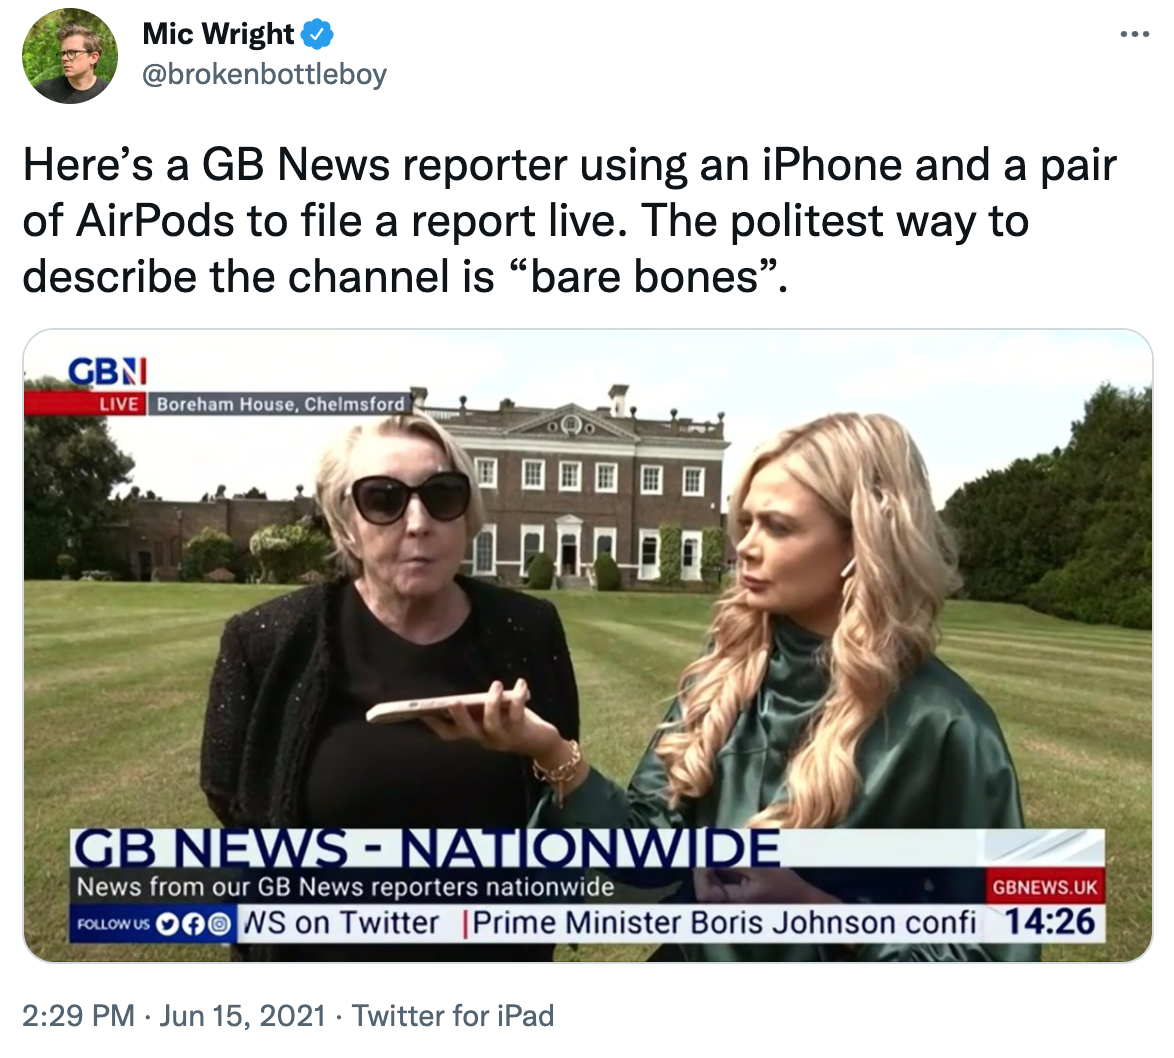 Mic Wright
@brokenbottleboy
Here’s a GB News reporter using an iPhone and a pair
of AirPods to file a report live. The politest way to
describe the channel is “bare bones”.
GBN
LIVE Boreham House, Chelmsford
GB NEWS - NATIONWIDE
News from our GB News reporters nationwide
GBNEWS.UK
FOLLOW US WS on Twitter |Prime Minister Boris Johnson confi 14:26
2:29 PM · Jun 15, 2021 · Twitter for iPad